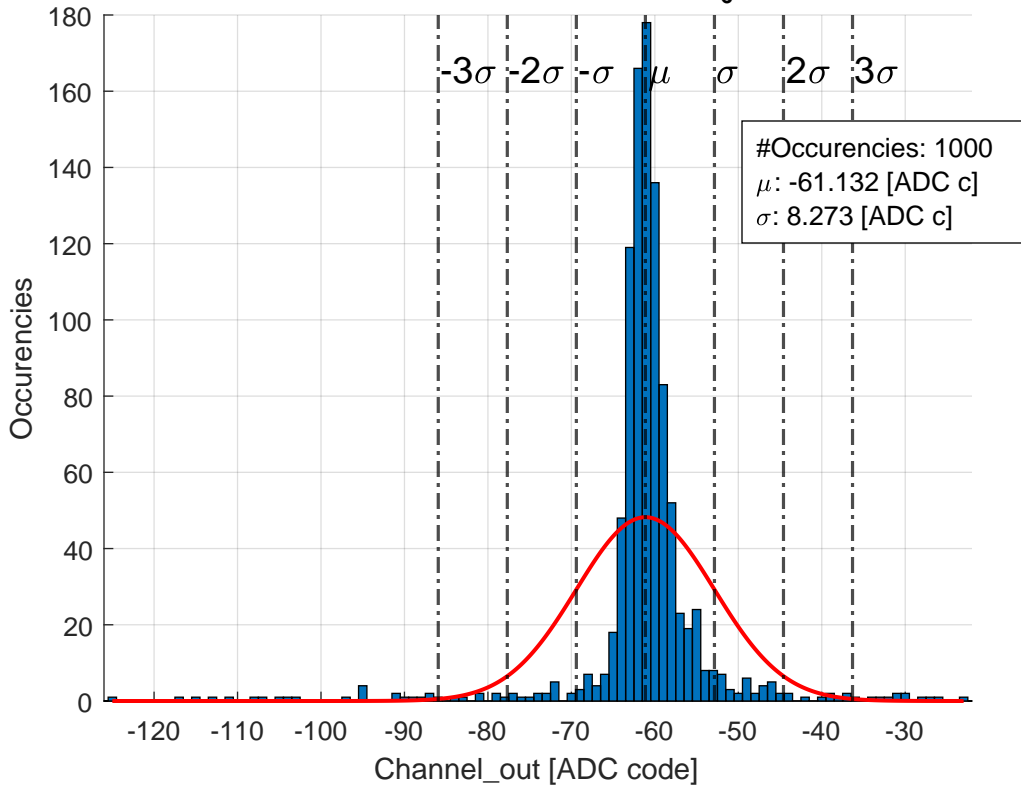 180
160
140
120
100
80
60
40
20
0
Occurencies
-3σ -2σ -σ μ σ 2σ 3σ
#Occurencies: 1000
μ: -61.132 [ADC c]
σ: 8.273 [ADC c]
-120 -110 -100 -90 -80 -70 -60 -50 -40 -30
Channel_out [ADC code]